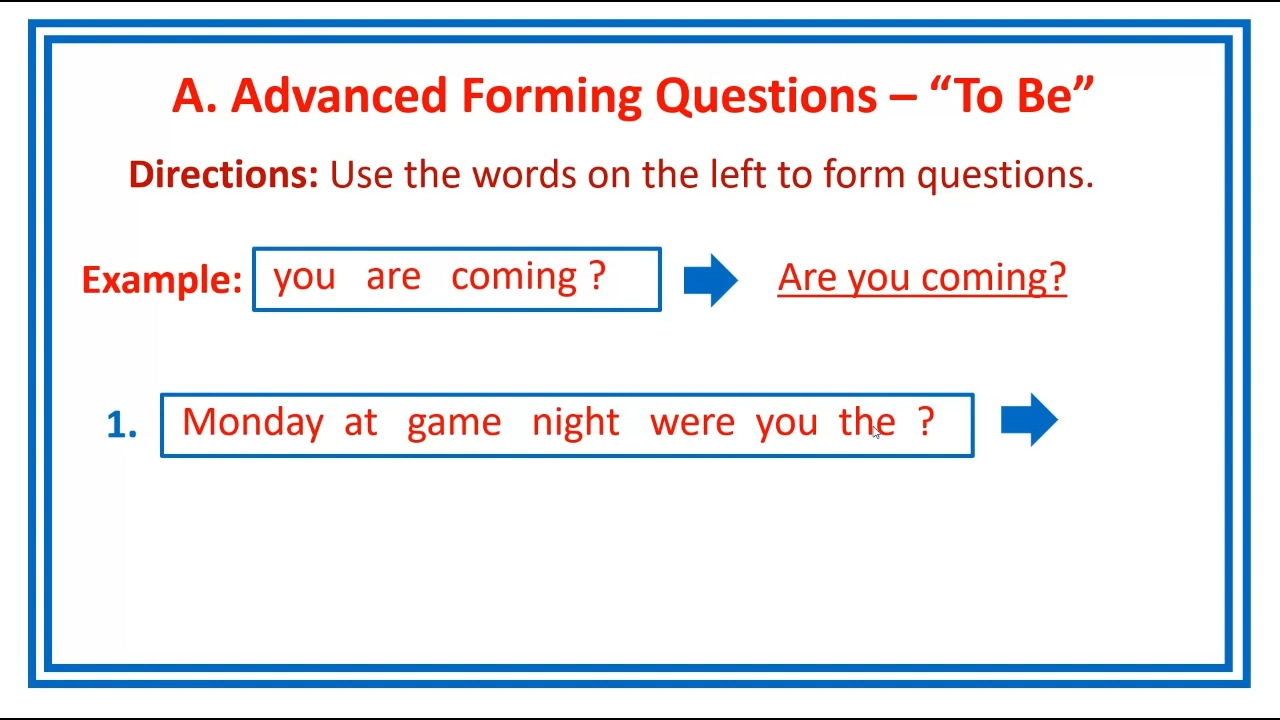 A. Advanced Forming Questions – “To Be”
Directions: Use the words on the left to form questions.
Example: you are coming ? Are you coming?
1. Monday at game night were you the ?